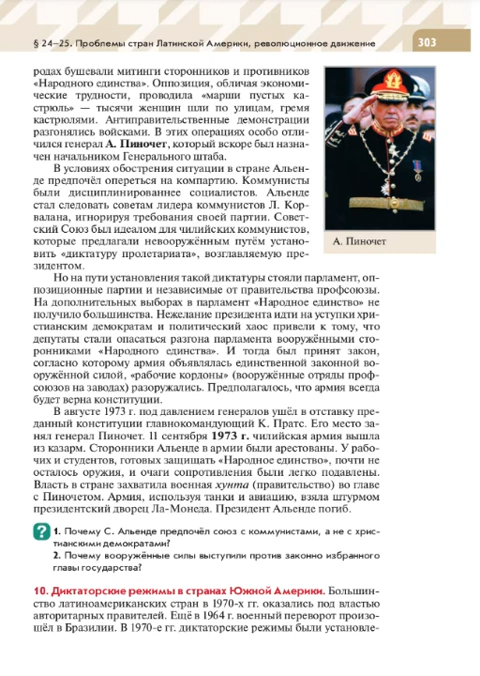 § 24–25. Проблемы стран Латинской Америки, революционное движение
303
родах бушевали митинги сторонников и противников
«Народного единства». Оппозиция, обличая экономи-
ческие трудности, проводила «марши пустых ка-
стрюль» — тысячи женщин шли по улицам, гремя
кастрюлями. Антиправительственные демонстрации
разгонялись войсками. В этих операциях особо отли-
чился генерал А. Пиночет, который вскоре был назна-
чен начальником Генерального штаба.
В условиях обострения ситуации в стране Альен-
де предпочёл опереться на компартию. Коммунисты
были дисциплинированнее социалистов. Альенде
стал следовать советам лидера коммунистов Л. Кор-
валана, игнорируя требования своей партии. Совет-
ский Союз был идеалом для чилийских коммунистов,
которые предлагали невооружённым путём устано-
вить «диктатуру пролетариата», возглавляемую пре-
зидентом.
А. Пиночет
Но на пути установления такой диктатуры стояли парламент, оп-
позиционные партии и независимые от правительства профсоюзы.
На дополнительных выборах в парламент «Народное единство» не
получило большинства. Нежелание президента идти на уступки хри-
стианским демократам и политический хаос привели к тому, что
депутаты стали опасаться разгона парламента вооружёнными сто-
ронниками «Народного единства». И тогда был принят закон,
согласно которому армия объявлялась единственной законной во-
оружённой силой, «рабочие кордоны» (вооружённые отряды проф-
союзов на заводах) разоружались. Предполагалось, что армия всегда
будет верна конституции.
В августе 1973 г. под давлением генералов ушёл в отставку пре-
данный конституции главнокомандующий К. Пратс. Его место за-
нял генерал Пиночет. 11 сентября 1973 г. чилийская армия вышла
из казарм. Сторонники Альенде в армии были арестованы. У рабо-
чих и студентов, готовых защищать «Народное единство», почти не
осталось оружия, и очаги сопротивления были легко подавлены.
Власть в стране захватила военная хунта (правительство) во главе
с Пиночетом. Армия, используя танки и авиацию, взяла штурмом
президентский дворец Ла-Монеда. Президент Альенде погиб.
? 1. Почему С. Альенде предпочёл союз с коммунистами, а не с хрис-
тианскими демократами?
2. Почему вооружённые силы выступили против законно избранного
главы государства?
10. Диктаторские режимы в странах Южной Америки. Большин-
ство латиноамериканских стран в 1970-х гг. оказались под властью
авторитарных правителей. Ещё в 1964 г. военный переворот произо-
шёл в Бразилии. В 1970-е гг. диктаторские режимы были установле-